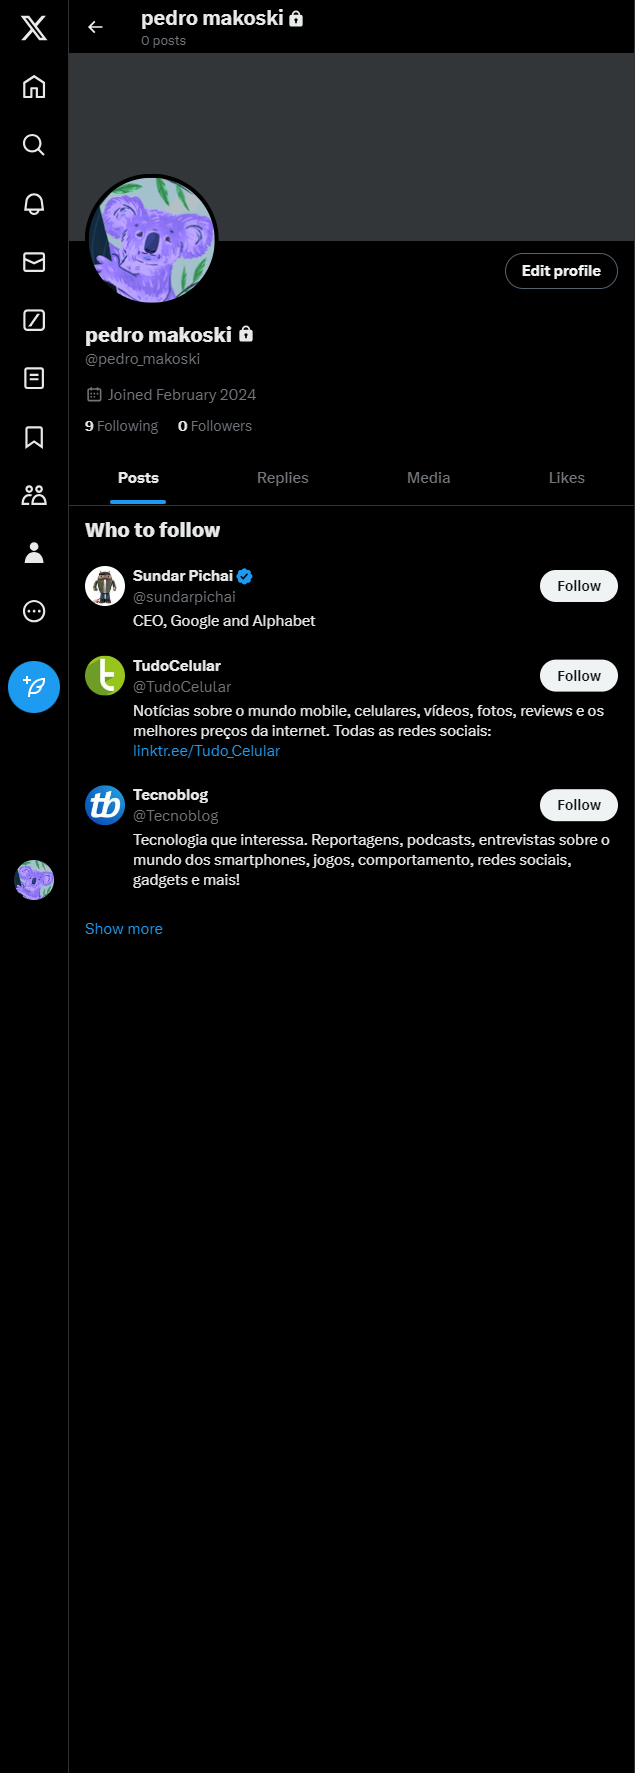 pedro makoski
0 posts
Edit profile
pedro makoski
@pedro_makoski
Joined February 2024
9 Following 0 Followers
Posts Replies Media Likes
Who to follow
Sundar Pichai
@sundarpichai
Follow
CEO, Google and Alphabet
TudoCelular
@TudoCelular
Follow
Notícias sobre o mundo mobile, celulares, vídeos, fotos, reviews e os
melhores preços da internet. Todas as redes sociais:
linktr.ee/Tudo_Celular
tb
Tecnoblog
@Tecnoblog
Follow
Tecnologia que interessa. Reportagens, podcasts, entrevistas sobre o
mundo dos smartphones, jogos, comportamento, redes sociais,
gadgets e mais!
Show more